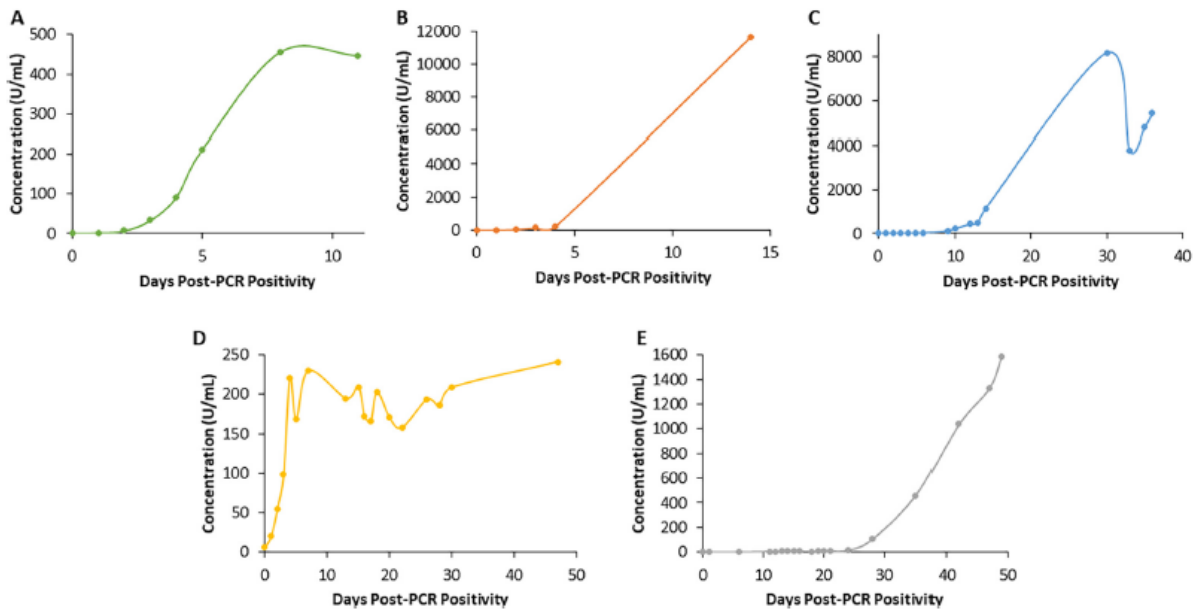 A
Concentration (U/mL)
500
400
300
200
100
0
0 5 10
Days Post-PCR Positivity
B
Concentration (U/mL)
12000
10000
8000
6000
4000
2000
0
0 5 10 15
Days Post-PCR Positivity
C
Concentration (U/mL)
8000
6000
4000
2000
0
0 10 20 30 40
Days Post-PCR Positivity
D
Concentration (U/mL)
250
200
150
100
50
0
0 10 20 30 40 50
Days Post-PCR Positivity
E
Concentration (U/mL)
1600
1400
1200
1000
800
600
400
200
0
0 10 20 30 40 50
Days Post-PCR Positivity